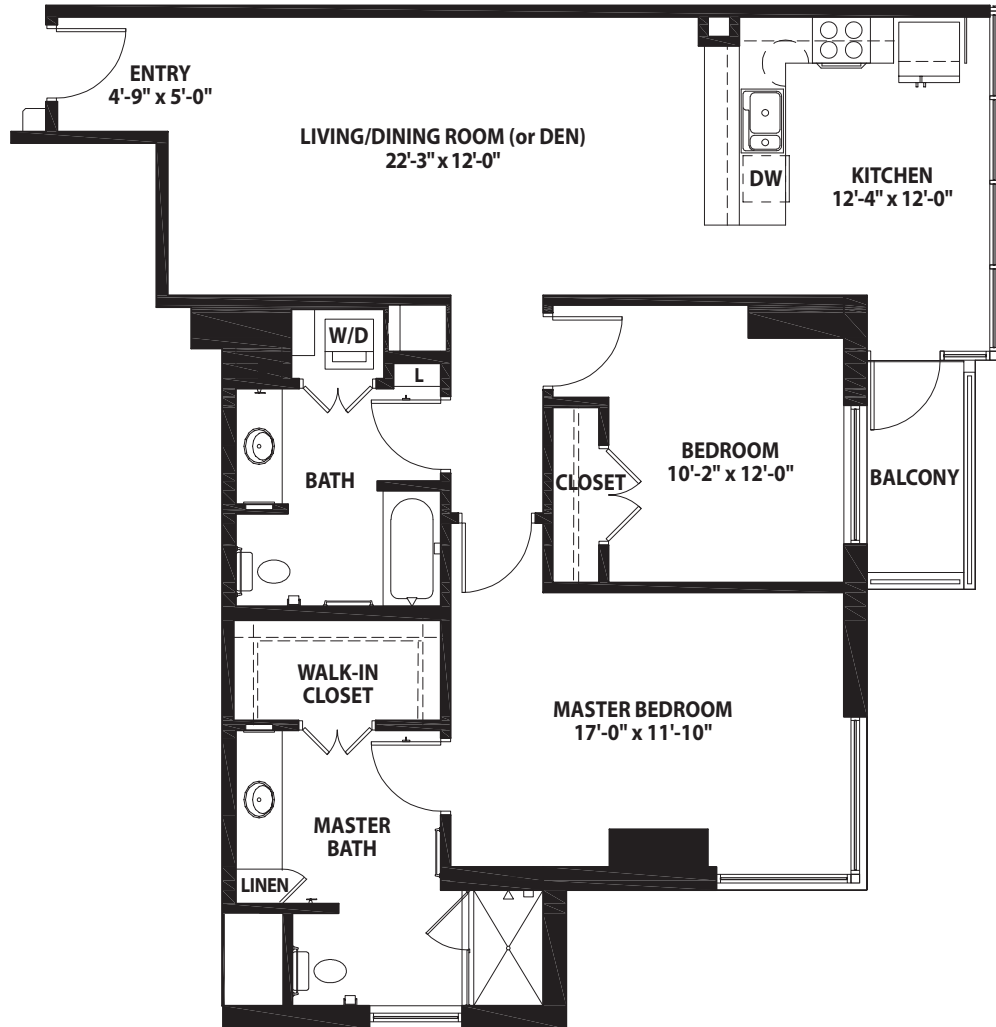 ENTRY
4'-9" x 5'-0"
LIVING/DINING ROOM (or DEN)
22'-3" x 12'-0"
DW
KITCHEN
12'-4" x 12'-0"
W/D
L
BATH
CLOSET
BEDROOM
10'-2" x 12'-0"
BALCONY
WALK-IN
CLOSET
MASTER BEDROOM
17'-0" x 11'-10"
MASTER
BATH
LINEN